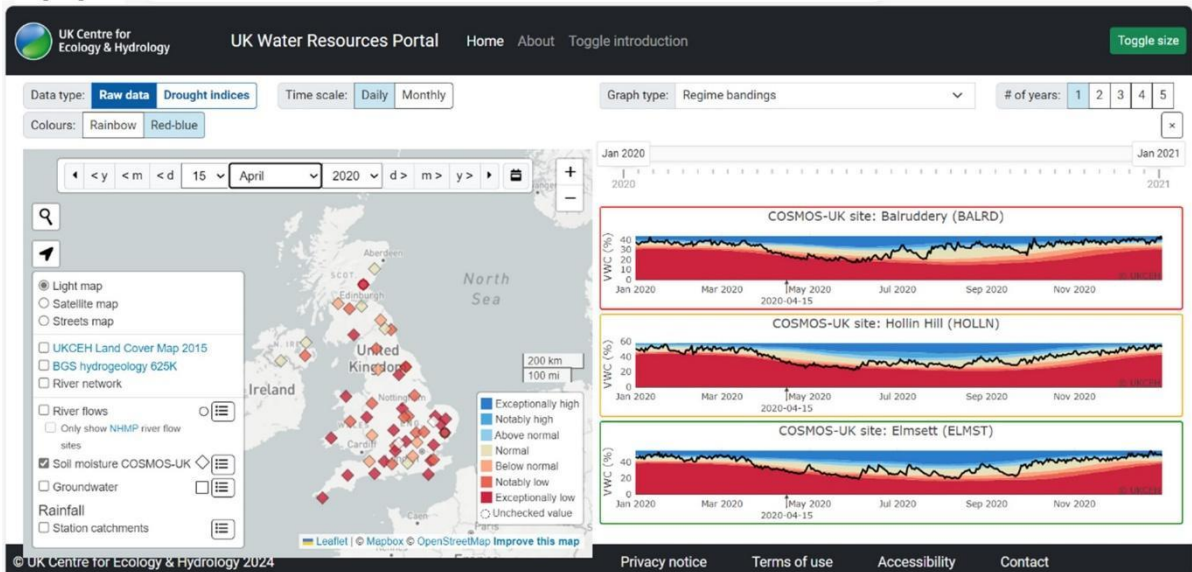 UK Centre for
Ecology & Hydrology
UK Water Resources Portal Home About Toggle introduction
Toggle size
Data type: Raw data Drought indices Time scale: Daily Monthly
Colours: Rainbow Red-blue
Graph type: Regime bandings # of years: 1 2 3 4 5
×
< y < m < d 15 April 2020 d > m > y >
+
−
Jan 2020 Jan 2021
2020 2021
Aberdeen
SCOT.
Edinburgh
North
Sea
N. IRE
United
Kingdom
Ireland
Nottingham
WALES ENG
Cardiff
Caen
Paris
200 km
100 mi
Light map
Satellite map
Streets map
UKCEH Land Cover Map 2015
BGS hydrogeology 625K
River network
River flows
Only show NHMP river flow
sites
Soil moisture COSMOS-UK
Groundwater
Rainfall
Station catchments
Exceptionally high
Notably high
Above normal
Normal
Below normal
Notably low
Exceptionally low
Unchecked value
Leaflet | © Mapbox © OpenStreetMap Improve this map
COSMOS-UK site: Balruddery (BALRD)
VWC (%)
40
30
20
10
0
© UKCEH
Jan 2020 Mar 2020 May 2020 Jul 2020 Sep 2020 Nov 2020
2020-04-15
COSMOS-UK site: Hollin Hill (HOLLN)
VWC (%)
60
40
20
0
© UKCEH
Jan 2020 Mar 2020 May 2020 Jul 2020 Sep 2020 Nov 2020
2020-04-15
COSMOS-UK site: Elmsett (ELMST)
VWC (%)
40
20
0
© UKCEH
Jan 2020 Mar 2020 May 2020 Jul 2020 Sep 2020 Nov 2020
2020-04-15
© UK Centre for Ecology & Hydrology 2024 Privacy notice Terms of use Accessibility Contact